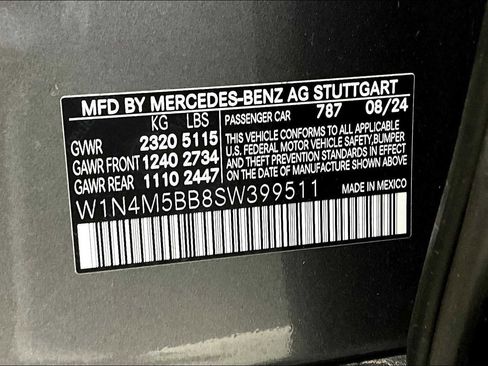 MFD BY MERCEDES-BENZ AG STUTTGART
KG LBS PASSENGER CAR 787 08/24
GVWR 2320 5115
GAWR FRONT 1240 2734
GAWR REAR 1110 2447
THIS VEHICLE CONFORMS TO ALL APPLICABLE
U.S. FEDERAL MOTOR VEHICLE SAFETY, BUMPER,
AND THEFT PREVENTION STANDARDS IN EFFECT
ON THE DATE OF MANUFACTURE SHOWN ABOVE.
W1N4M5BB8SW399511 MADE IN MEXICO